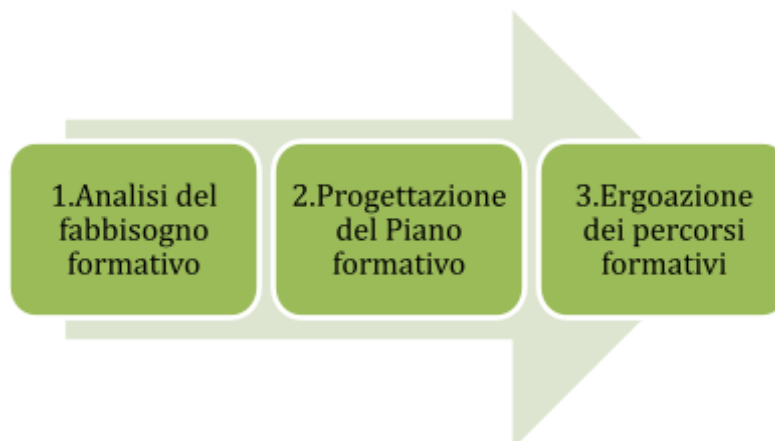 1.Analisi del
fabbisogno
formativo
2.Progettazione
del Piano
formativo
3.Ergoazione
dei percorsi
formativi